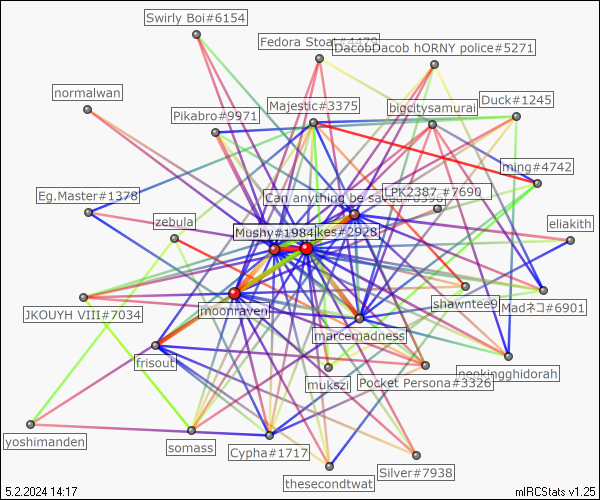 Swirly Boi#6154
Fedora Stoat#4479
DacobDacob hORNY police#5271
normalwan
Pikabro#9971
Majestic#3375
bigcitysamurai
Duck#1245
ming#4742
Eg.Master#1378
Can anything be saved
LPK2387_#7690
zebula
Mushy#1984
kes#2928
eliakith
moonraven
shawntee9
Madネコ#6901
JKOUYH VIII#7034
marcemadness
frisout
neokingghidorah
mukszi
Pocket Persona#3326
yoshimanden
somass
Cypha#1717
Silver#7938
thesecondtwat
5.2.2024 14:17
mIRCStats v1.25